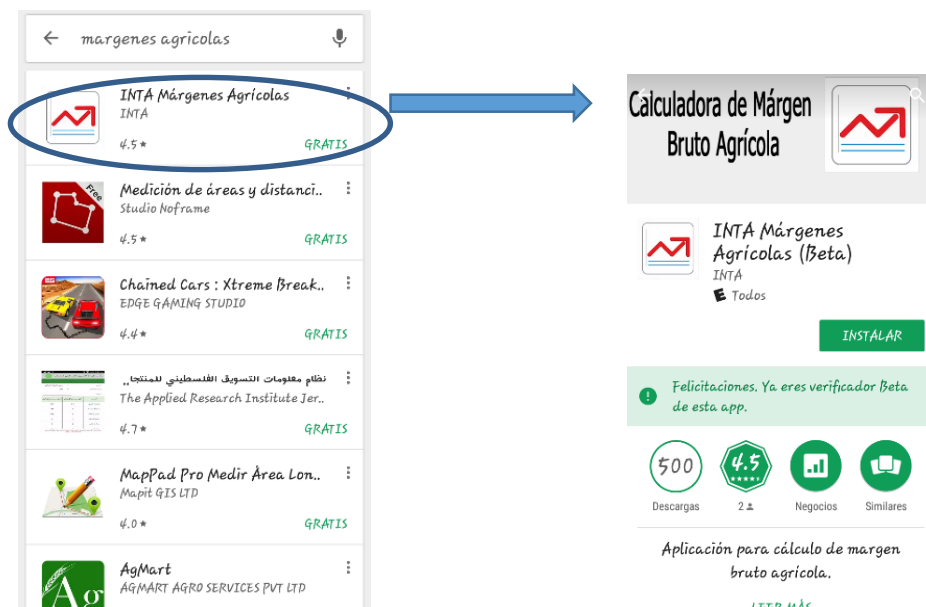 margenes agricolas
INTA Márgenes Agrícolas
INTA
4.5★
GRATIS
Free
Medición de áreas y distanci..
Studio Noframe
4.5★
GRATIS
Chained Cars : Xtreme Break..
EDGE GAMING STUDIO
4.4★
GRATIS
نظام معلومات التسويق الفلسطيني للمنتجا..
The Applied Research Institute Jer..
4.7★
GRATIS
MapPad Pro Medir Área Lon..
Mapit GIS LTD
4.0★
GRATIS
Ag
AgMart
AGMART AGRO SERVICES PVT LTD
Calculadora de Márgen
Bruto Agrícola
INTA Márgenes
Agrícolas (Beta)
INTA
E Todos
INSTALAR
Felicitaciones. Ya eres verificador Beta
de esta app.
500
4.5
Descargas
2
Negocios
Similares
Aplicación para cálculo de margen
bruto agrícola.
LEER MÁS